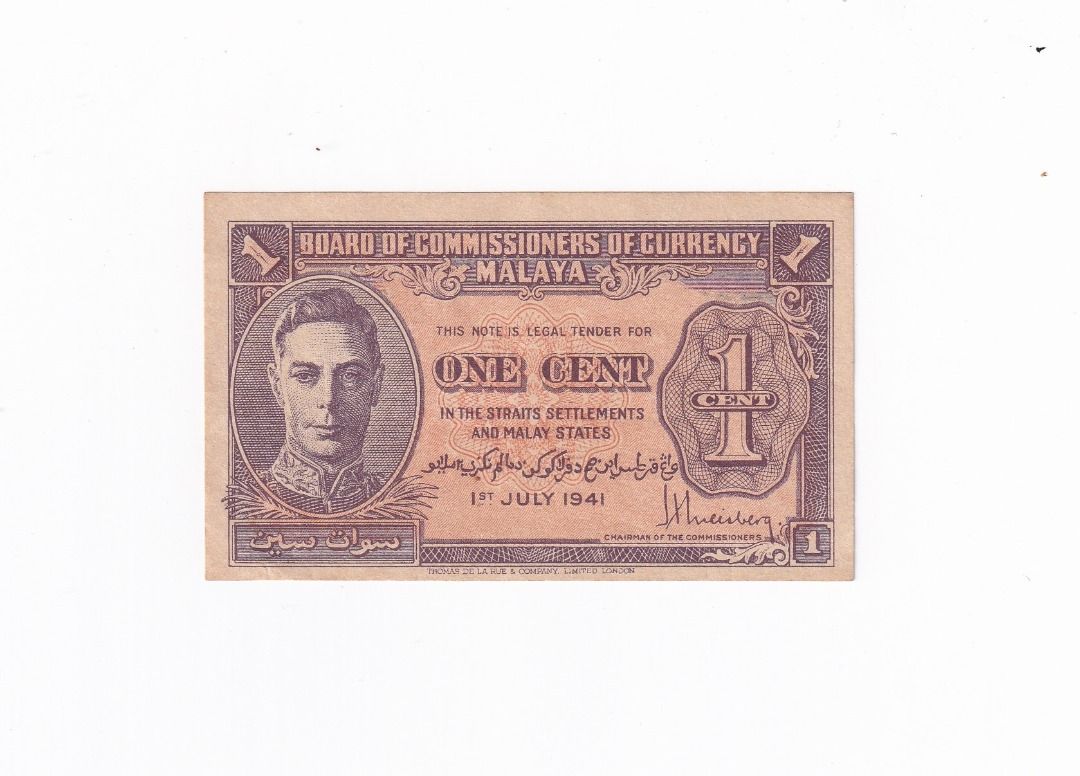 1 BOARD OF COMMISSIONERS OF CURRENCY 1
MALAYA
THIS NOTE IS LEGAL TENDER FOR
ONE CENT
IN THE STRAITS SETTLEMENTS
AND MALAY STATES
1
CENT
1ST JULY 1941
CHAIRMAN OF THE COMMISSIONERS
سوات سين
1
THOMAS DE LA RUE & COMPANY, LIMITED LONDON